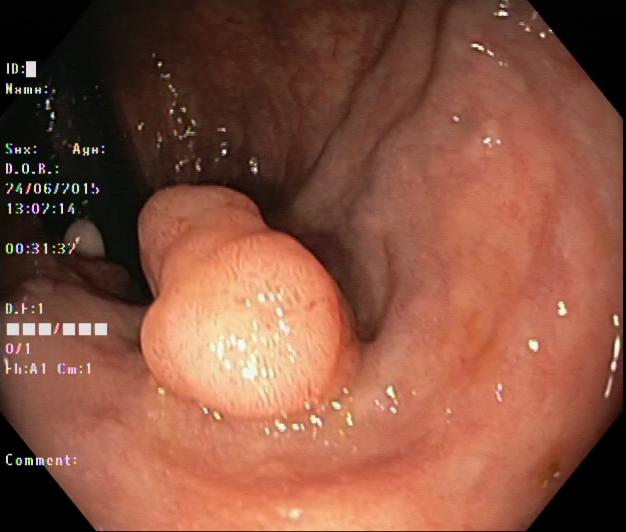 ID:
Name:
Sex: Age:
D.O.B.:
24/06/2015
13:02:14
00:31:37
D.F:1
■■■/■■■
0/1
Ph:A1 Cm:1
Comment: